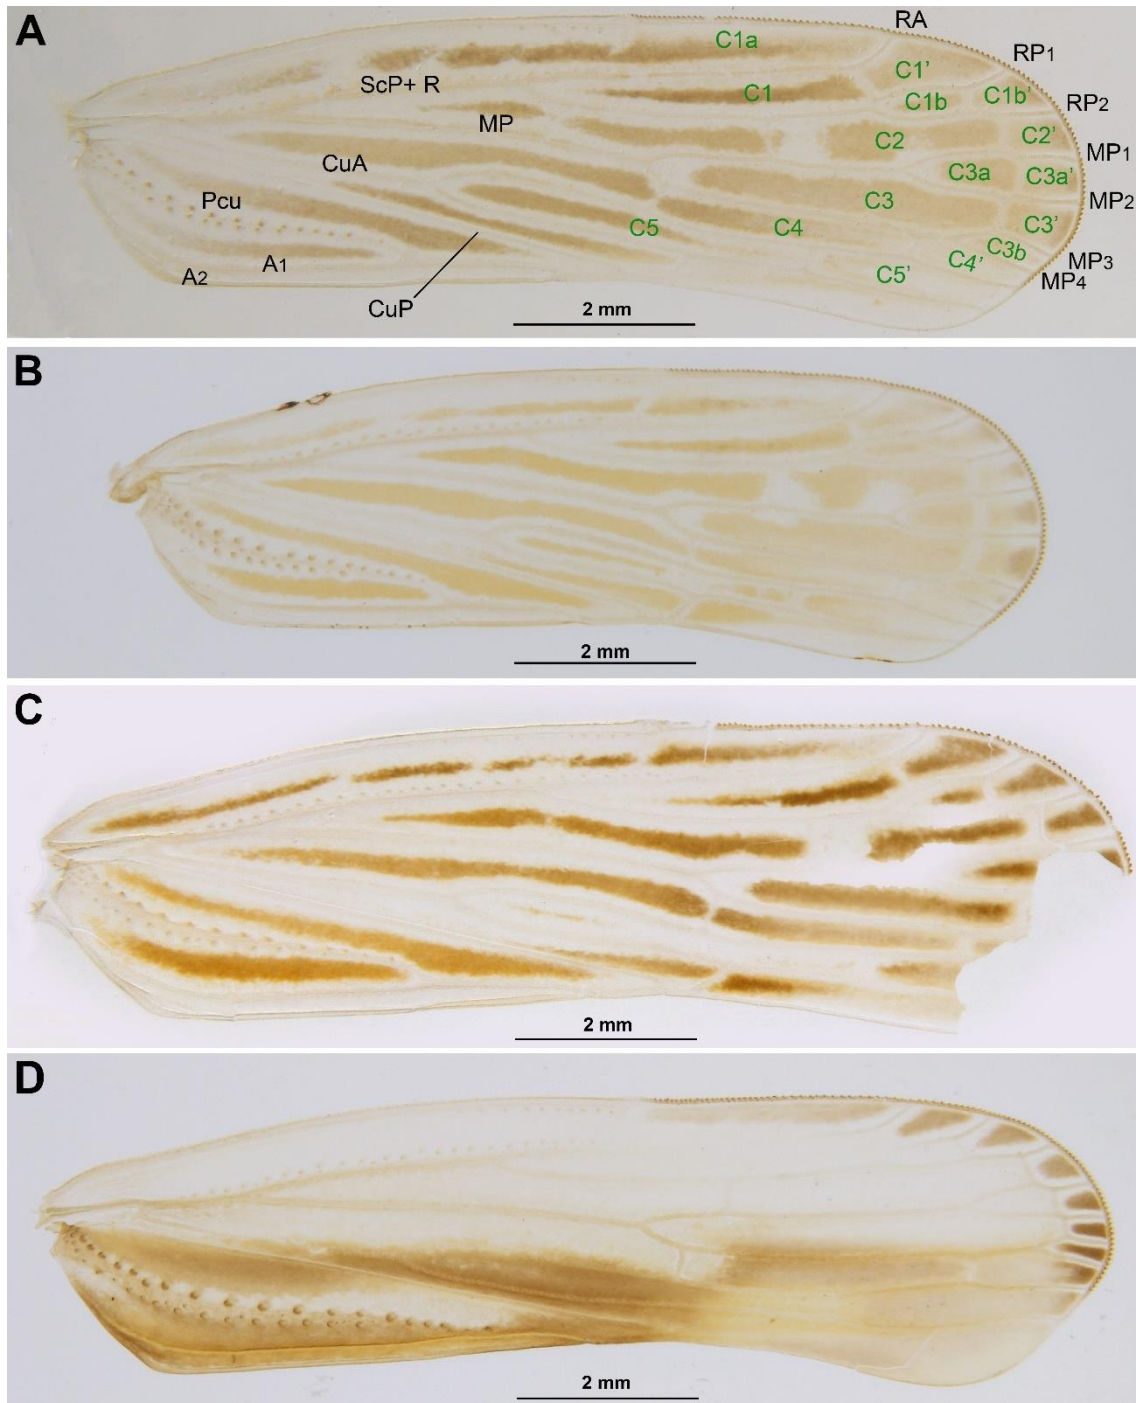 A
RA
C1a
RP1
C1'
ScP+ R
C1
C1b
C1b'
RP2
MP
C2
C2'
MP1
CuA
C3a
C3a'
Pcu
C3
MP2
C5
C4
C3'
C3b
A1
C4'
MP3
A2
C5'
MP4
CuP
2 mm
B
2 mm
C
2 mm
D
2 mm